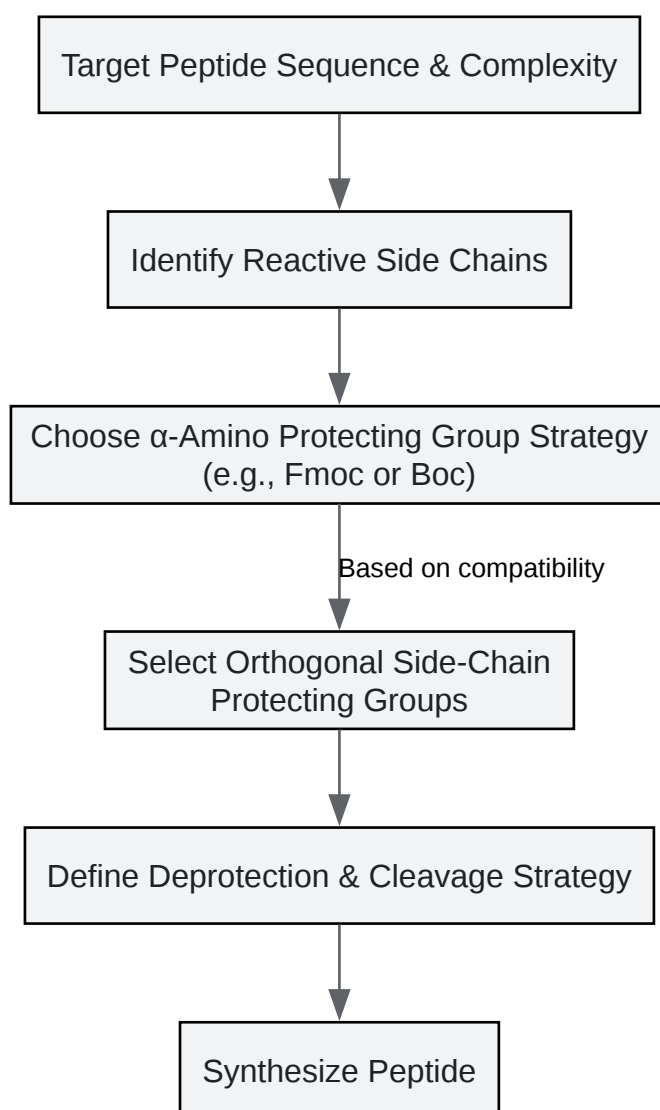 Target Peptide Sequence & Complexity
Identify Reactive Side Chains
Choose α-Amino Protecting Group Strategy
(e.g., Fmoc or Boc)
Based on compatibility
Select Orthogonal Side-Chain
Protecting Groups
Define Deprotection & Cleavage Strategy
Synthesize Peptide